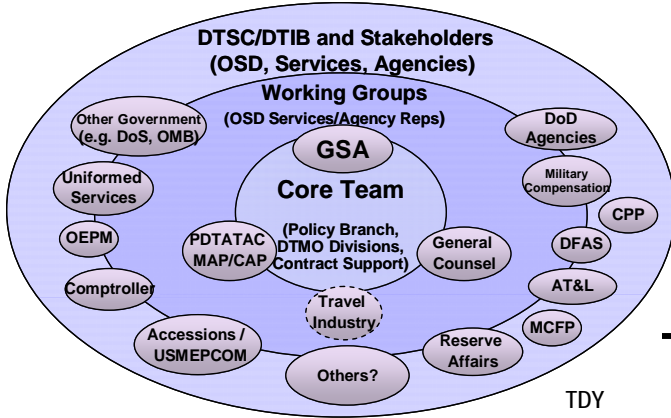 DTSC/DTIB and Stakeholders
(OSD, Services, Agencies)
Working Groups
(OSD Services/Agency Reps)
Other Government
(e.g. DoS, OMB)
DoD
Agencies
GSA
Uniformed
Services
Military
Compensation
Core Team
(Policy Branch,
DTMO Divisions,
Contract Support)
CPP
OEPM
PDTATAC
MAP/CAP
General
Counsel
DFAS
Comptroller
AT&L
Travel
Industry
MCFP
Accessions /
USMEPCOM
Reserve
Affairs
Others?
TDY